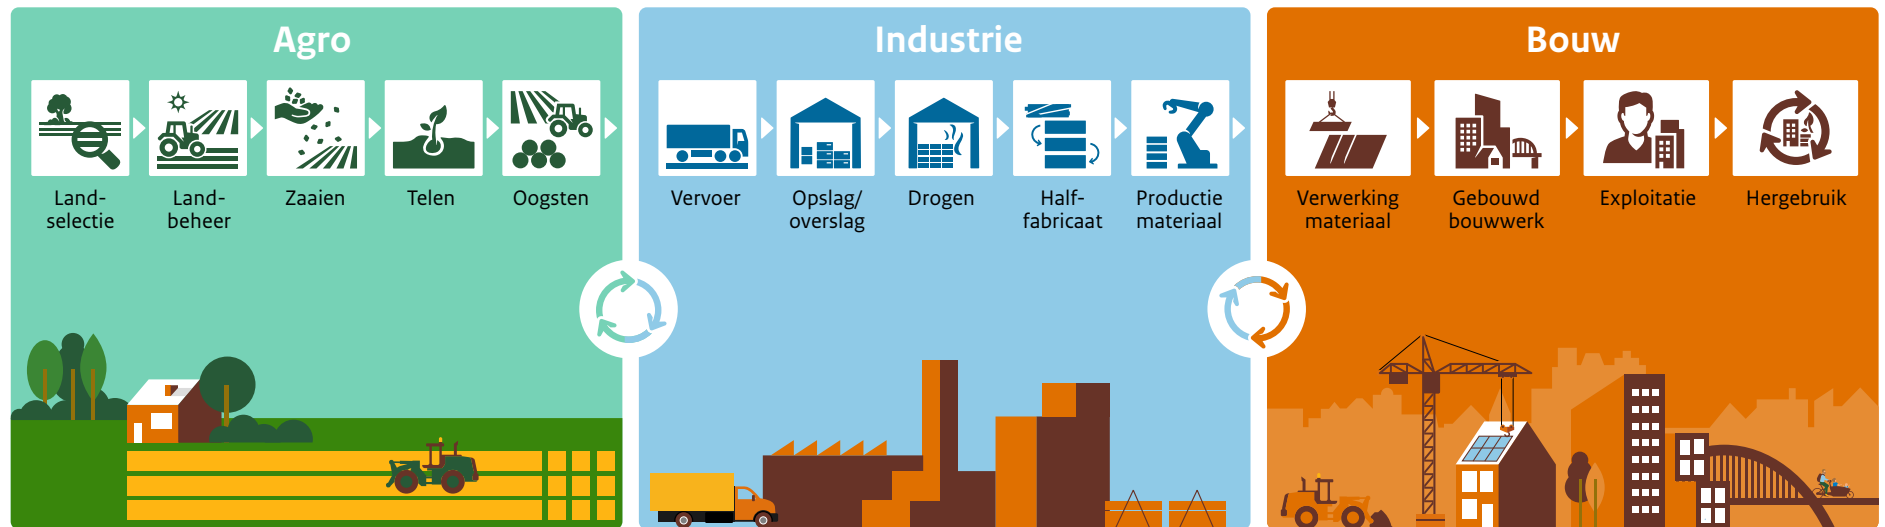 Agro
Land-
selectie
Land-
beheer
Zaaien
Telen
Oogsten
Industrie
Vervoer
Opslag/
overslag
Drogen
Half-
fabricaat
Productie
materiaal
Bouw
Verwerking
materiaal
Gebouwd
bouwwerk
Exploitatie
Hergebruik